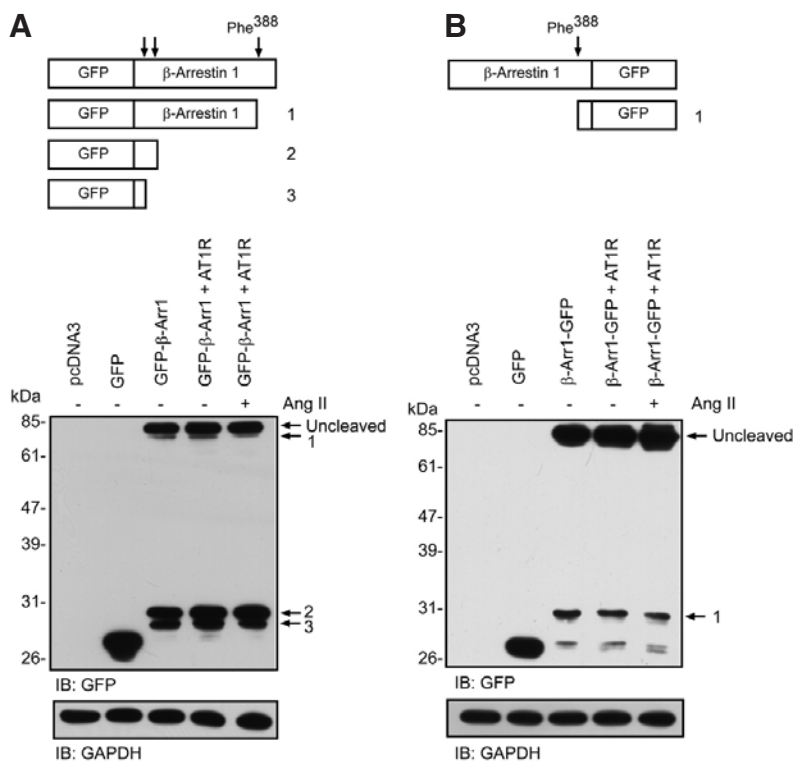 A
Phe388
GFP β-Arrestin 1
GFP β-Arrestin 1 1
GFP 2
GFP 3
pcDNA3
GFP
GFP-β-Arr1
GFP-β-Arr1 + AT1R
GFP-β-Arr1 + AT1R
kDa
- - - - + Ang II
85-
61-
47-
39-
31-
26-
Uncleaved
1
2
3
IB: GFP
IB: GAPDH
B
Phe388
β-Arrestin 1 GFP
GFP 1
pcDNA3
GFP
β-Arr1-GFP
β-Arr1-GFP + AT1R
β-Arr1-GFP + AT1R
kDa
- - - - + Ang II
85-
61-
47-
39-
31-
26-
Uncleaved
1
IB: GFP
IB: GAPDH